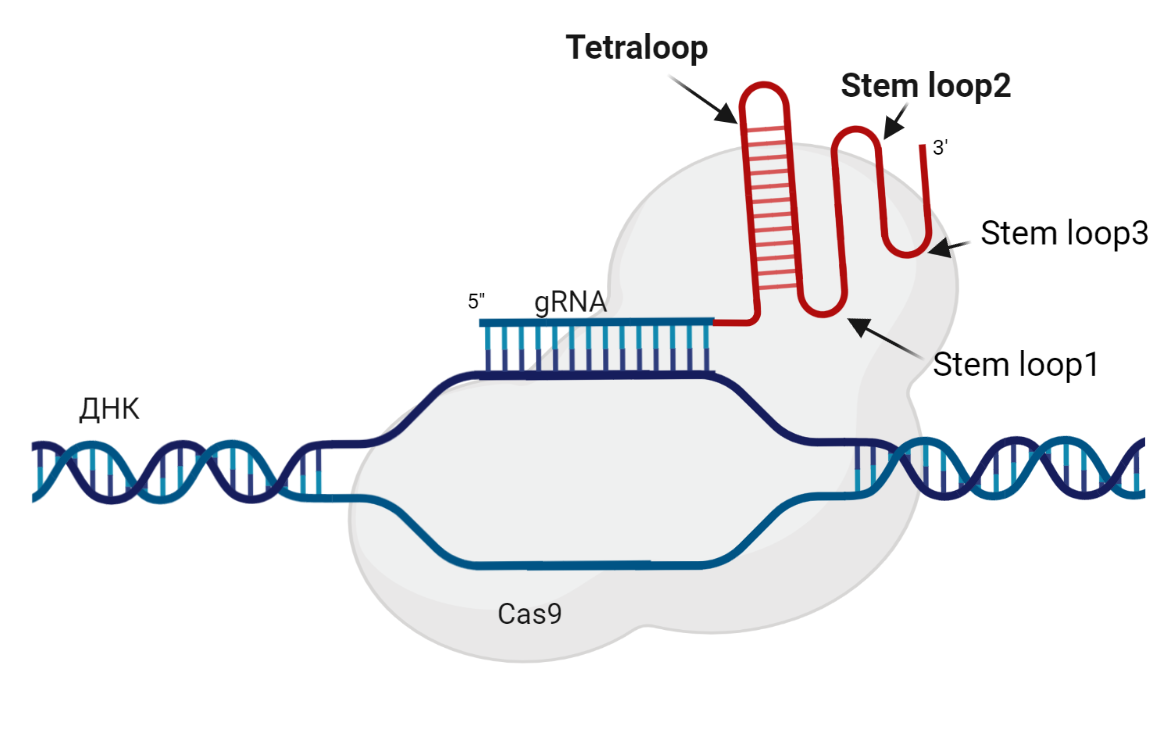 Tetraloop
Stem loop2
3'
Stem loop3
5"
gRNA
Stem loop1
ДНК
Cas9